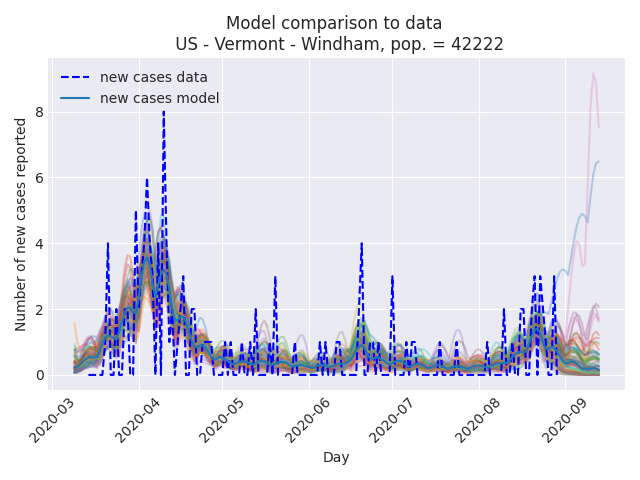 Model comparison to data
US - Vermont - Windham, pop. = 42222
new cases data
new cases model
Number of new cases reported
8
6
4
2
0
2020-03
2020-04
2020-05
2020-06
2020-07
2020-08
2020-09
Day